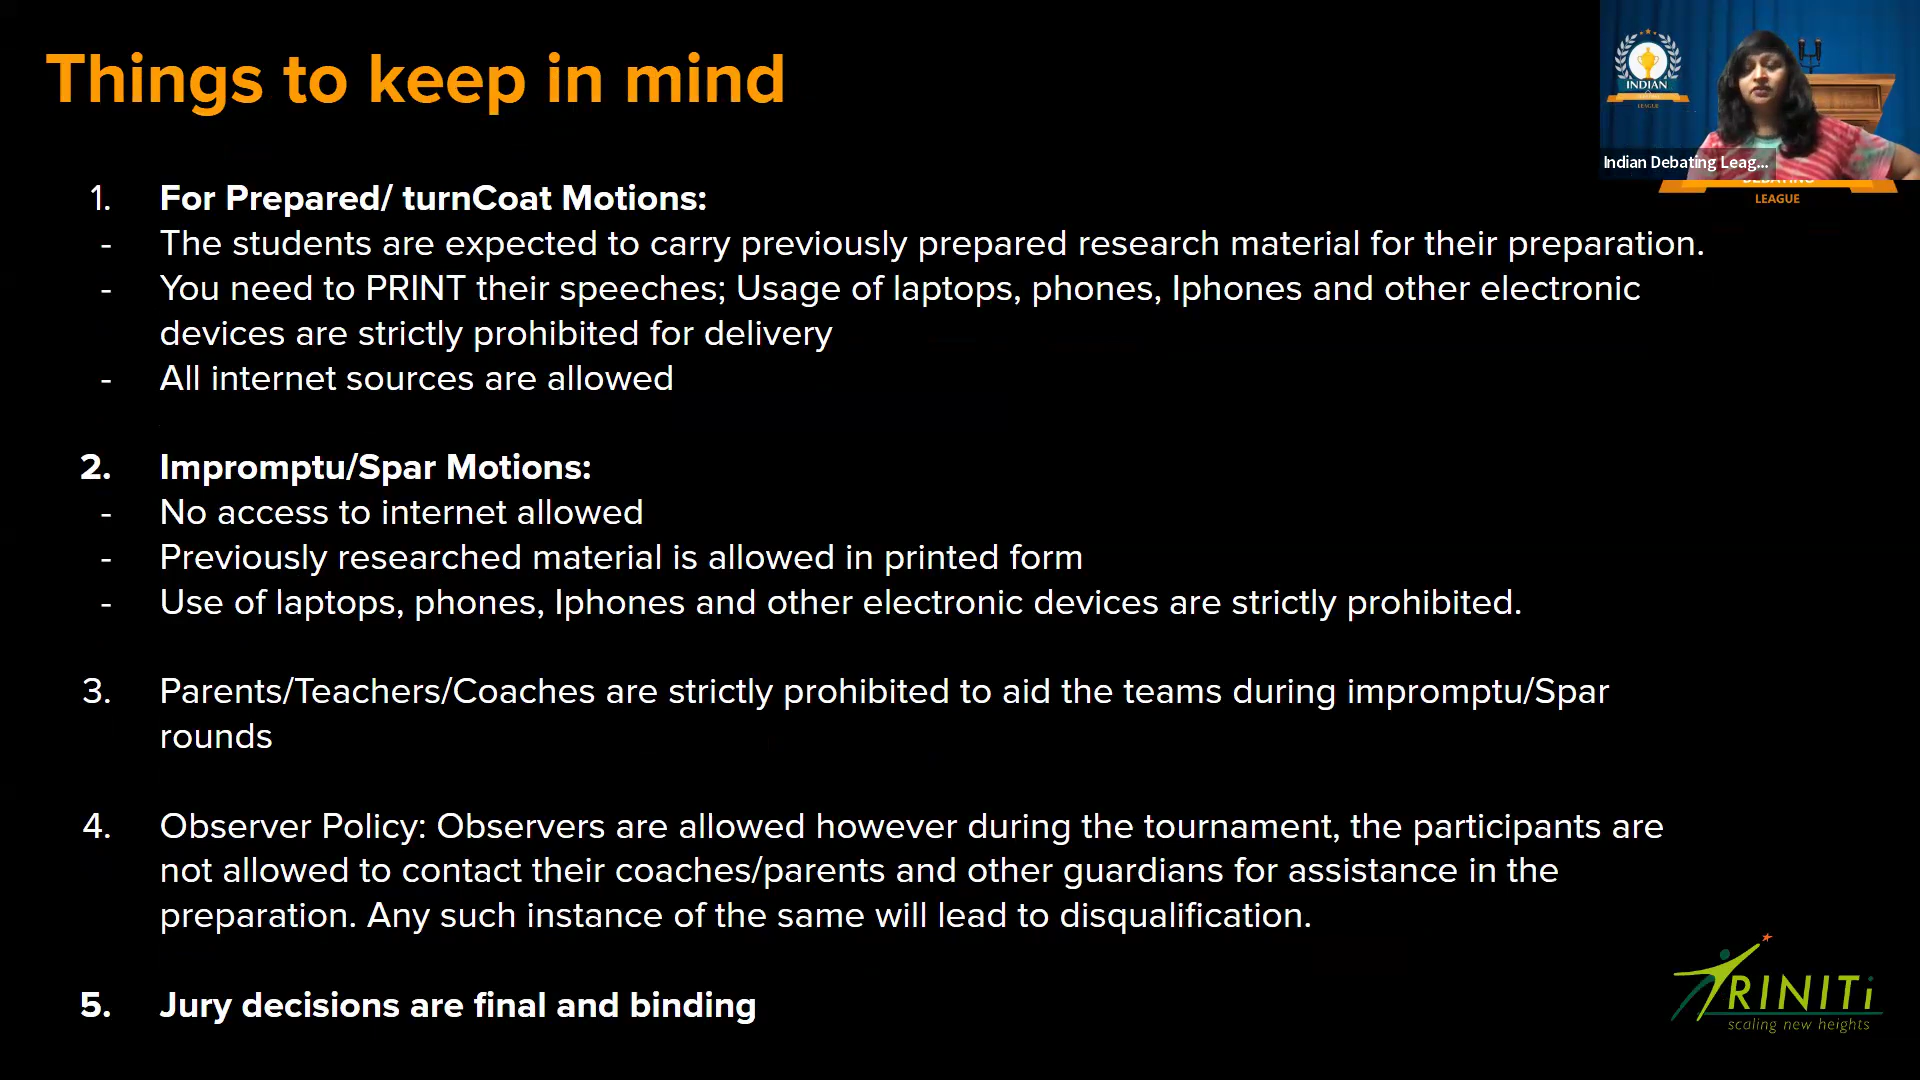 Things to keep in mind
INDIAN
LEAGUE
Indian Debating Leag...
DEBATING
LEAGUE
1. For Prepared/ turnCoat Motions:
- The students are expected to carry previously prepared research material for their preparation.
- You need to PRINT their speeches; Usage of laptops, phones, Iphones and other electronic
devices are strictly prohibited for delivery
- All internet sources are allowed
2. Impromptu/Spar Motions:
- No access to internet allowed
- Previously researched material is allowed in printed form
- Use of laptops, phones, Iphones and other electronic devices are strictly prohibited.
3. Parents/Teachers/Coaches are strictly prohibited to aid the teams during impromptu/Spar
rounds
4. Observer Policy: Observers are allowed however during the tournament, the participants are
not allowed to contact their coaches/parents and other guardians for assistance in the
preparation. Any such instance of the same will lead to disqualification.
5. Jury decisions are final and binding
TRINITi
scaling new heights